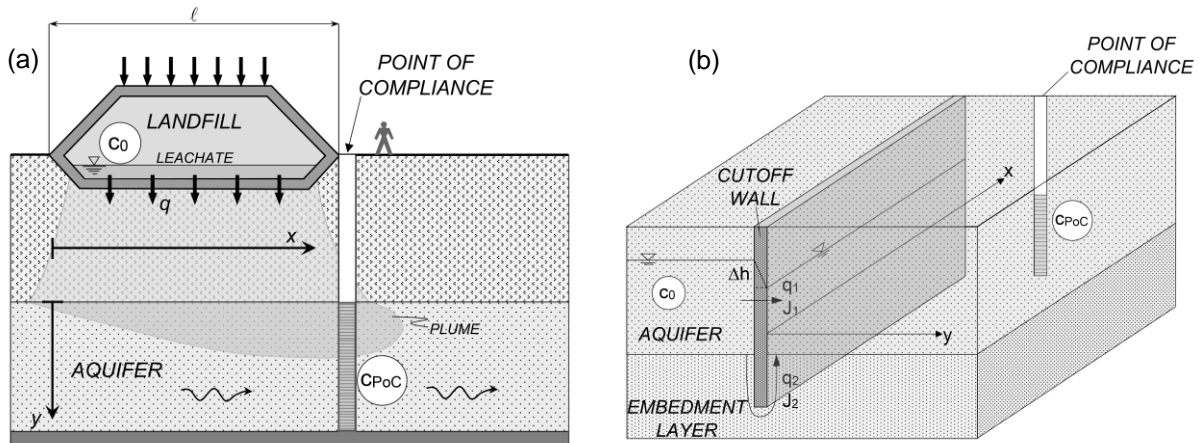 (a)
ℓ
POINT OF
COMPLIANCE
LANDFILL
C0
LEACHATE
q
x
PLUME
AQUIFER
CPoC
y
(b)
POINT OF
COMPLIANCE
CUTOFF
WALL
x
CPoC
Δh
C0
q1
J1
AQUIFER
y
q2
J2
EMBEDMENT
LAYER